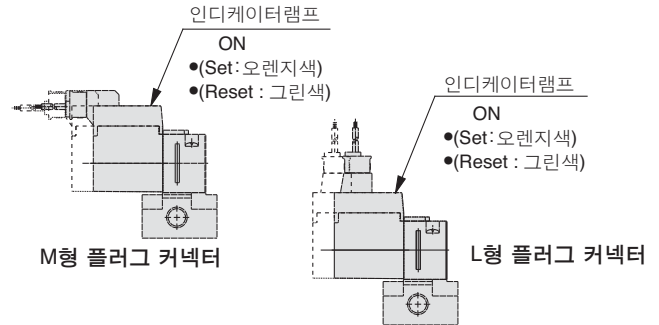 인디케이터램프
ON
●(Set:오렌지색)
●(Reset : 그린색)
M형 플러그 커넥터
인디케이터램프
ON
●(Set:오렌지색)
●(Reset : 그린색)
L형 플러그 커넥터